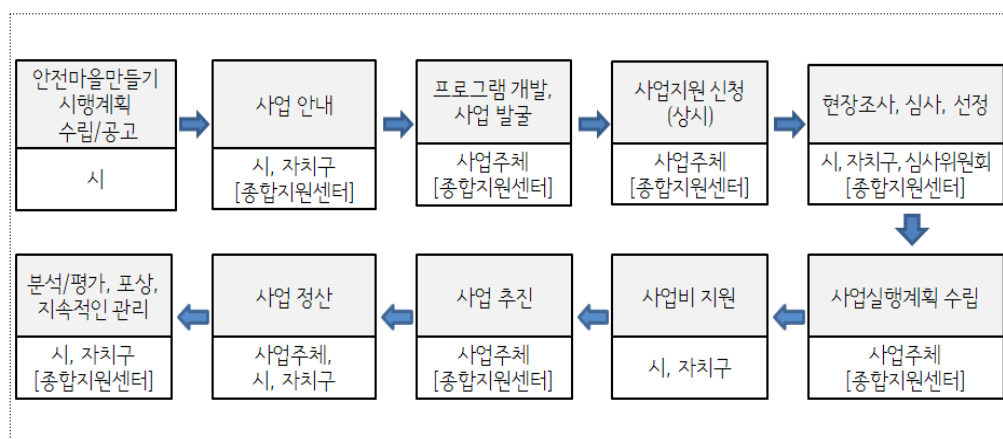 안전마을만들기
시행계획
수립/공고
시
사업 안내
시, 자치구
[종합지원센터]
프로그램 개발,
사업 발굴
사업주체
[종합지원센터]
사업지원 신청
(상시)
사업주체
[종합지원센터]
현장조사, 심사, 선정
시, 자치구, 심사위원회
[종합지원센터]
사업실행계획 수립
사업주체
[종합지원센터]
사업비 지원
시, 자치구
사업 추진
사업주체
[종합지원센터]
사업 정산
사업주체,
시, 자치구
분석/평가, 포상,
지속적인 관리
시, 자치구
[종합지원센터]